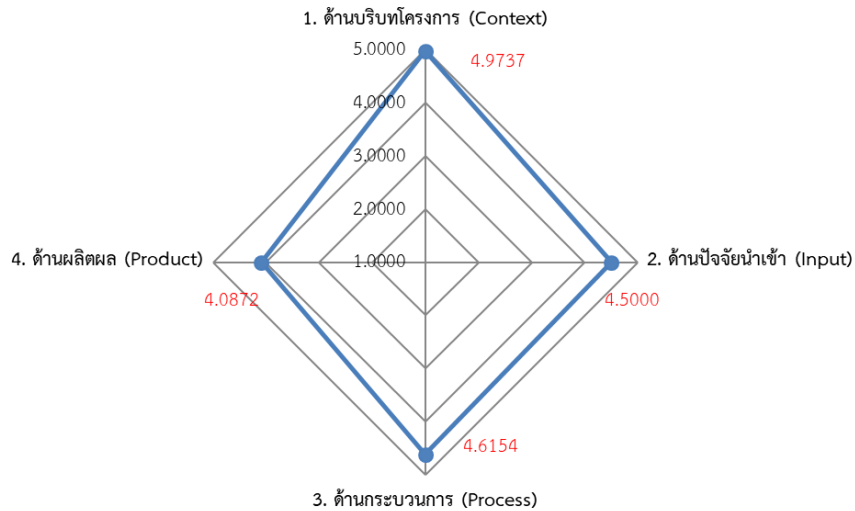 1. ด้านบริบทโครงการ (Context)
5.0000
4.9737
4.0000
3.0000
2.0000
4. ด้านผลิตผล (Product)
1.0000
2. ด้านปัจจัยนำเข้า (Input)
4.0872
4.5000
4.6154
3. ด้านกระบวนการ (Process)